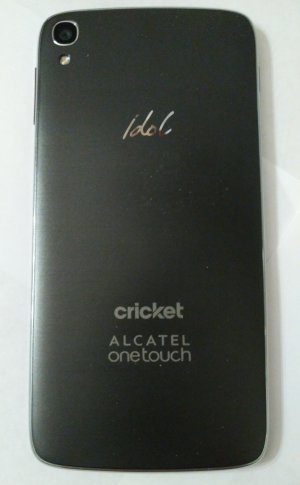 idol
cricket
ALCATEL
onetouch